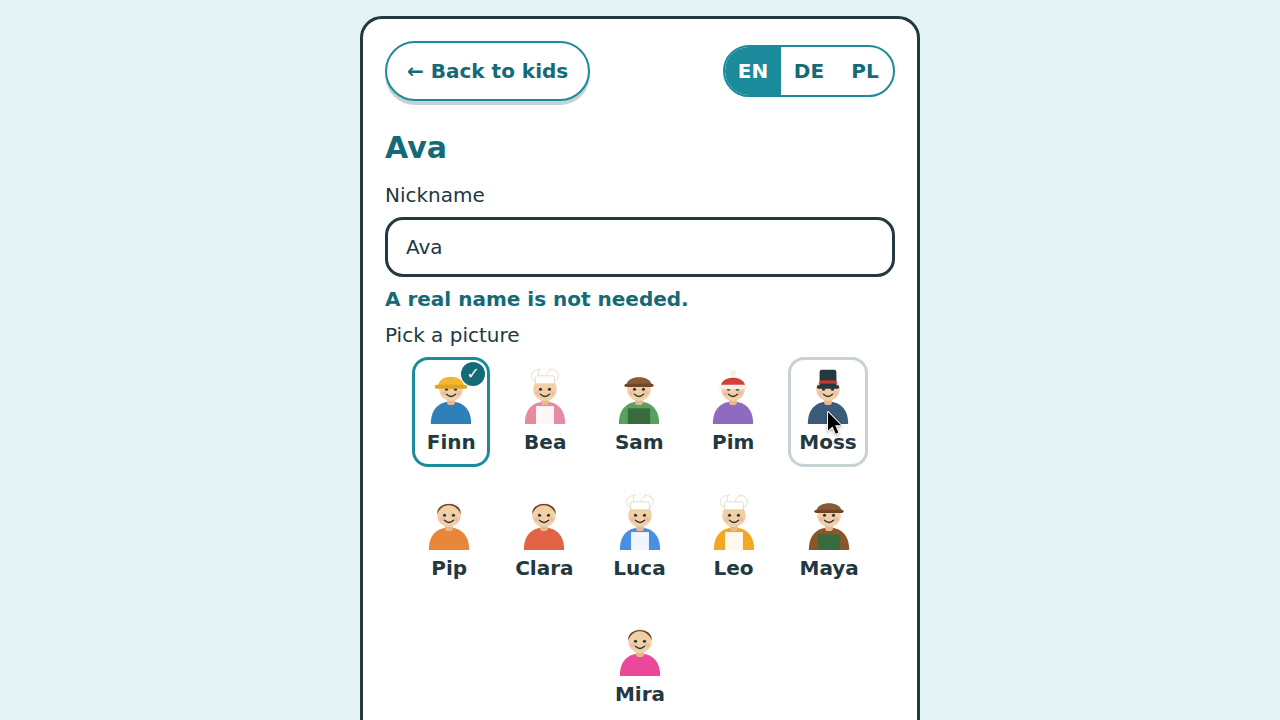 ← Back to kids
EN DE PL
Ava
Nickname
Ava
A real name is not needed.
Pick a picture
Finn Bea Sam Pim Moss
Pip Clara Luca Leo Maya
Mira